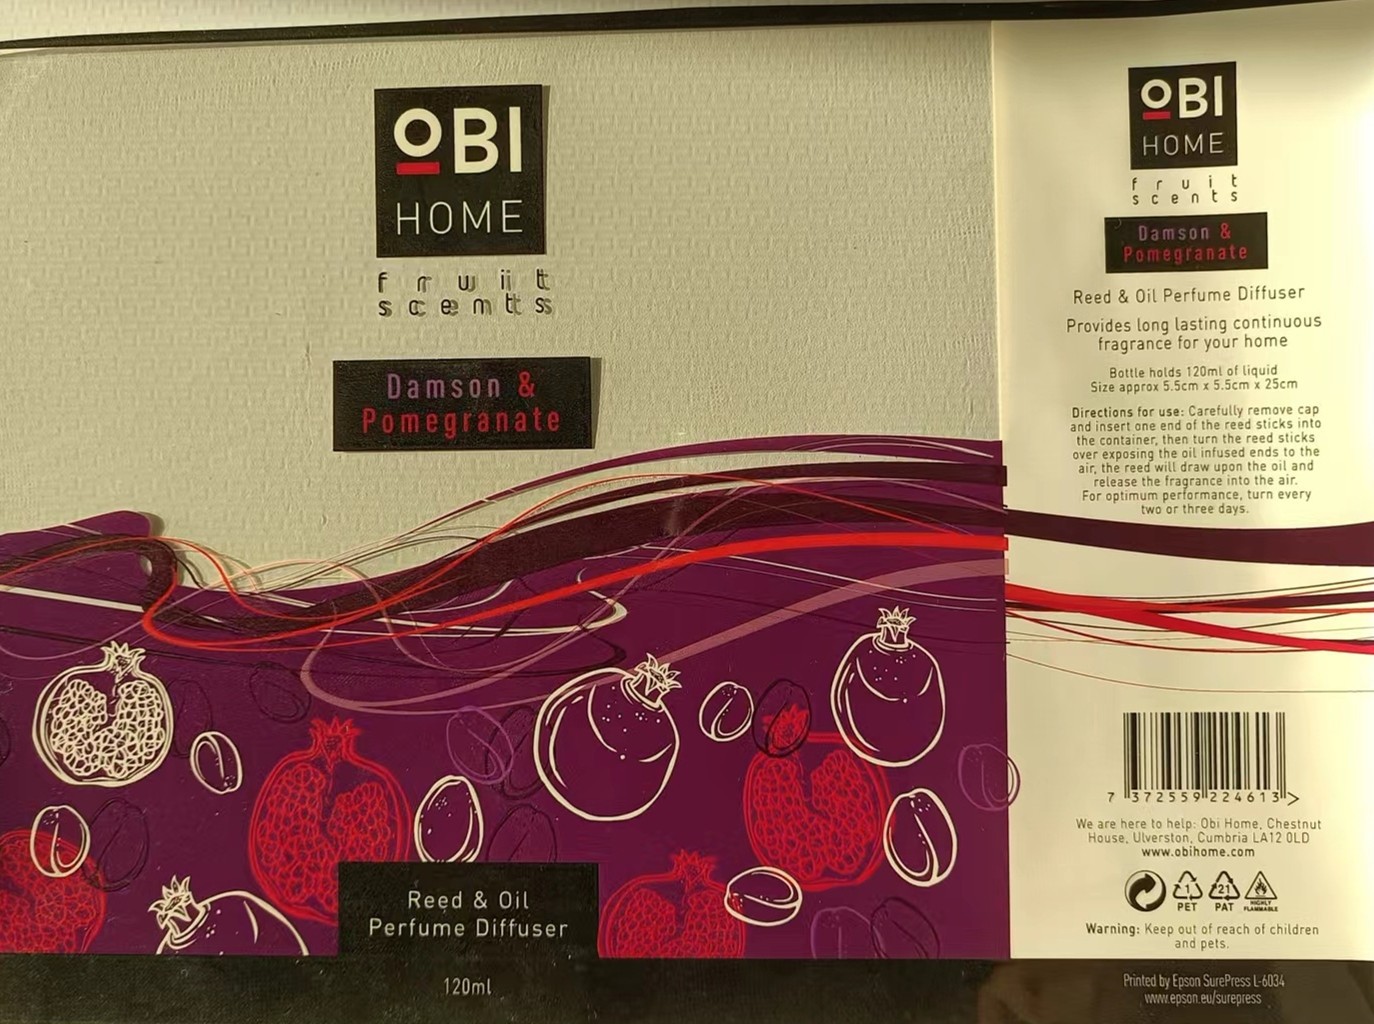 OBI
HOME
fruit
scents
Damson &
Pomegranate
Reed & Oil
Perfume Diffuser
120ml
OBI
HOME
fruit
scents
Damson &
Pomegranate
Reed & Oil Perfume Diffuser
Provides long lasting continuous
fragrance for your home
Bottle holds 120ml of liquid
Size approx 5.5cm x 5.5cm x 25cm
Directions for use: Carefully remove cap
and insert one end of the reed sticks into
the container, then turn the reed sticks
over exposing the oil infused ends to the
air, the reed will draw upon the oil and
release the fragrance into the air.
For optimum performance, turn every
two or three days.
7 372559 224613 >
We are here to help: Obi Home, Chestnut
House, Ulverston, Cumbria LA12 0LD
www.obihome.com
1 21
PET PAT HIGHLY
FLAMMABLE
Warning: Keep out of reach of children
and pets.
Printed by Epson SurePress L-6034
www.epson.eu/surepress